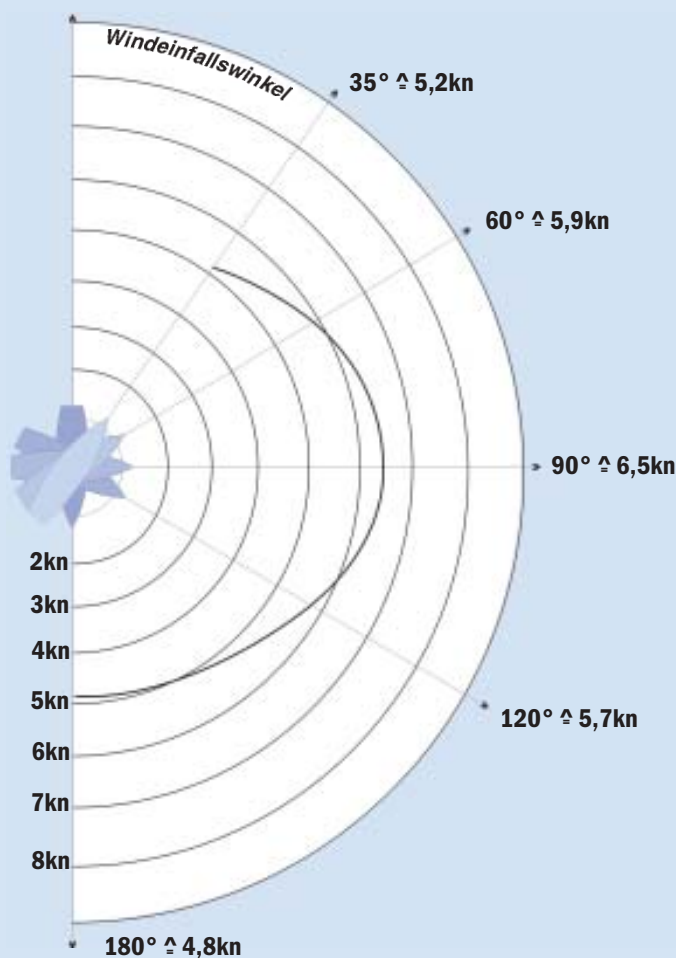 Windeinfallswinkel
35° ≙ 5,2kn
60° ≙ 5,9kn
90° ≙ 6,5kn
2kn
3kn
4kn
5kn
6kn
120° ≙ 5,7kn
7kn
8kn
180° ≙ 4,8kn